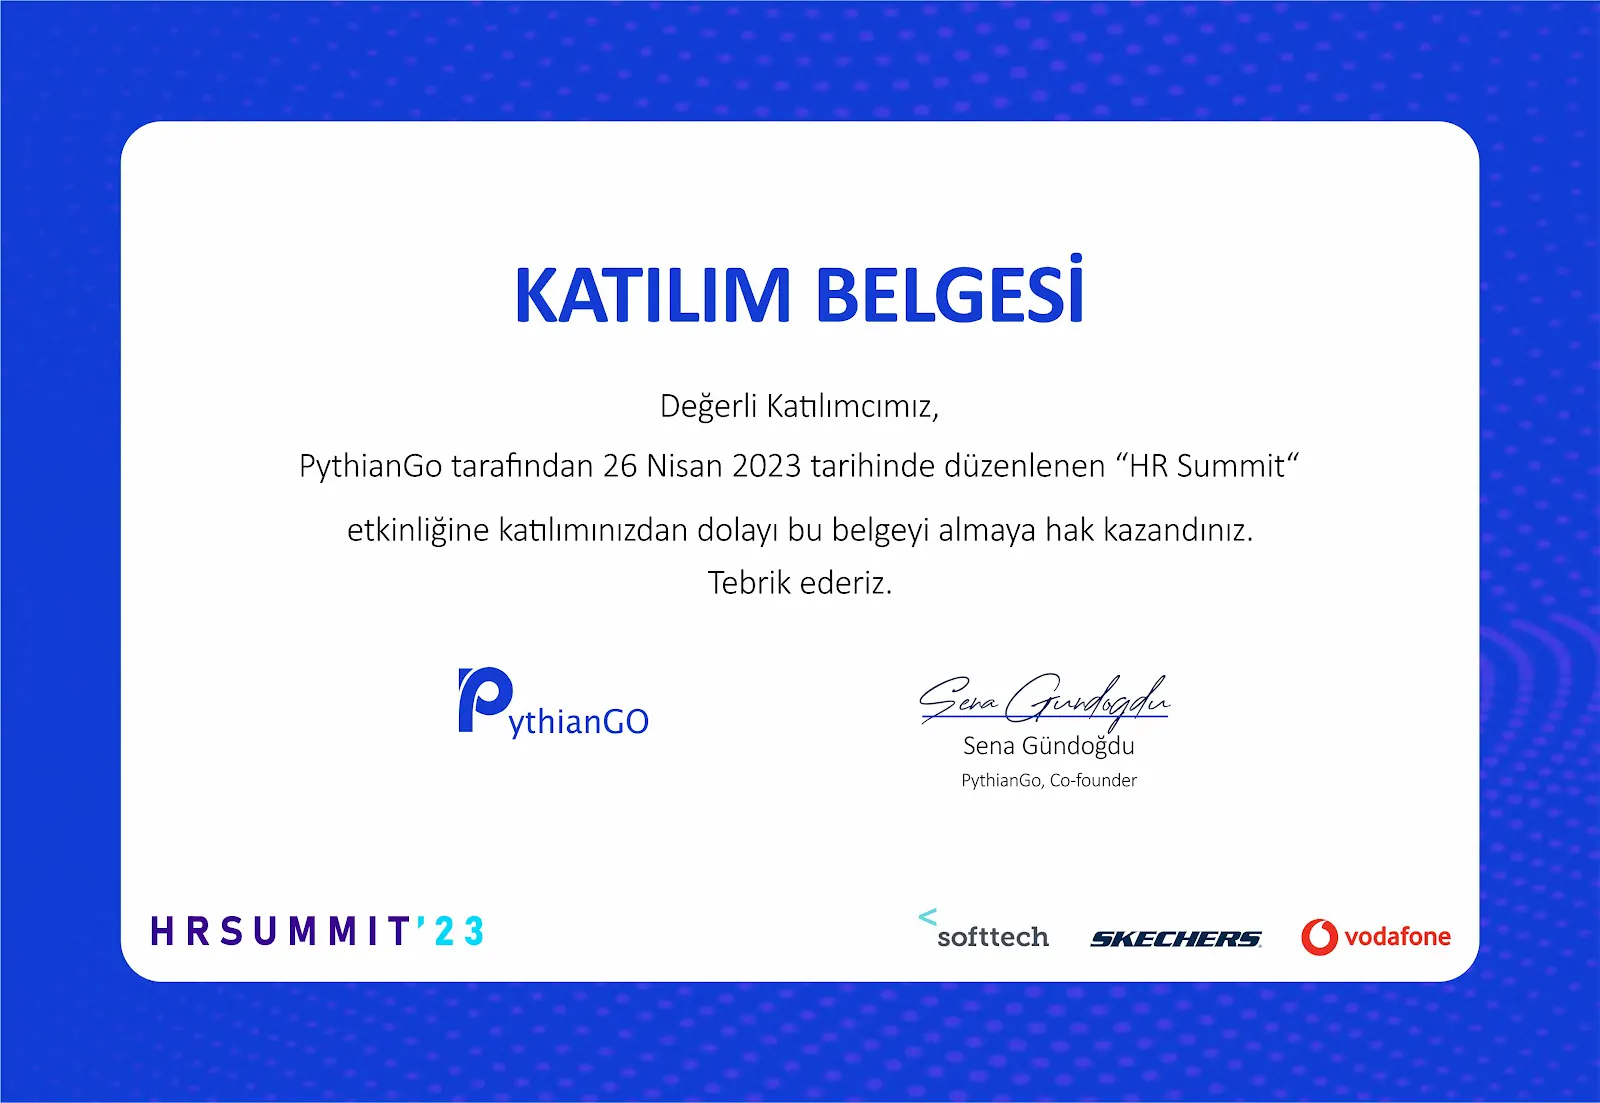 KATILIM BELGESİ
Değerli Katılımcımız,
PythianGo tarafından 26 Nisan 2023 tarihinde düzenlenen “HR Summit“
etkinliğine katılımınızdan dolayı bu belgeyi almaya hak kazandınız.
Tebrik ederiz.
PythianGO
Sena Gundogdu
Sena Gündoğdu
PythianGo, Co-founder
HRSUMMIT’23
softtech
SKECHERS
vodafone